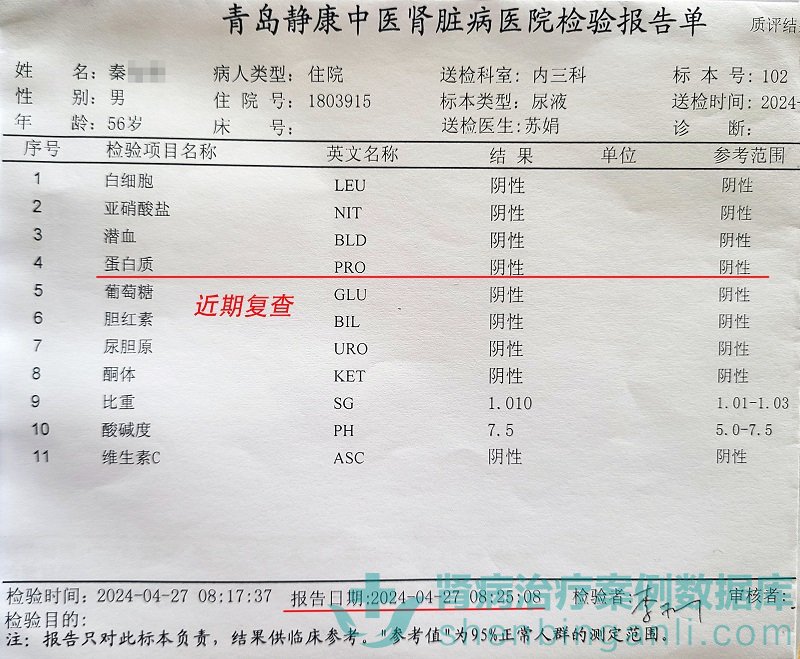 青岛静康中医肾脏病医院检验报告单 质评结
姓 名: 秦 病人类型: 住院 送检科室: 内三科 标 本 号: 102
性 别: 男 住 院 号: 1803915 标本类型: 尿液 送检时间: 2024-
年 龄: 56岁 床 号: 送检医生: 苏娟 诊 断:
序号 检验项目名称 英文名称 结 果 单位 参考范围
1 白细胞 LEU 阴性 阴性
2 亚硝酸盐 NIT 阴性 阴性
3 潜血 BLD 阴性 阴性
4 蛋白质 PRO 阴性 阴性
5 葡萄糖 GLU 阴性 阴性
近期复查
6 胆红素 BIL 阴性 阴性
7 尿胆原 URO 阴性 阴性
8 酮体 KET 阴性 阴性
9 比重 SG 1.010 1.01-1.03
10 酸碱度 PH 7.5 5.0-7.5
11 维生素C ASC 阴性 阴性
肾病治疗案例数据库
检验时间: 2024-04-27 08:17:37 报告日期:2024-04-27 08:25:08 检验者: 审核者:
检验目的:
shenbinganli.com
注: 报告只对此标本负责, 结果供临床参考。"参考值"为95%正常人群的测定范围。